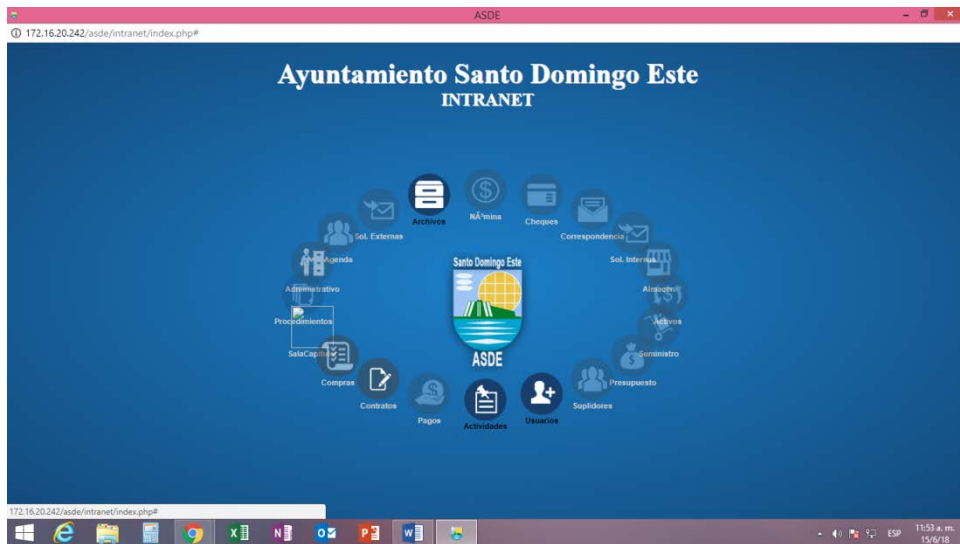 ASDE
172.16.20.242/asde/intranet/index.php#
Ayuntamiento Santo Domingo Este
INTRANET
Archivos
NÃ³mina
Cheques
Correspondencia
Sol. Externas
Sol. Internas
Agenda
Almacen
Administrativo
Activos
Procedimientos
Suministro
SalaCapitular
Presupuesto
Compras
Suplidores
Contratos
Usuarios
Pagos
Actividades
Santo Domingo Este
ASDE
172.16.20.242/asde/intranet/index.php#
ESP
11:53 a. m.
15/6/18